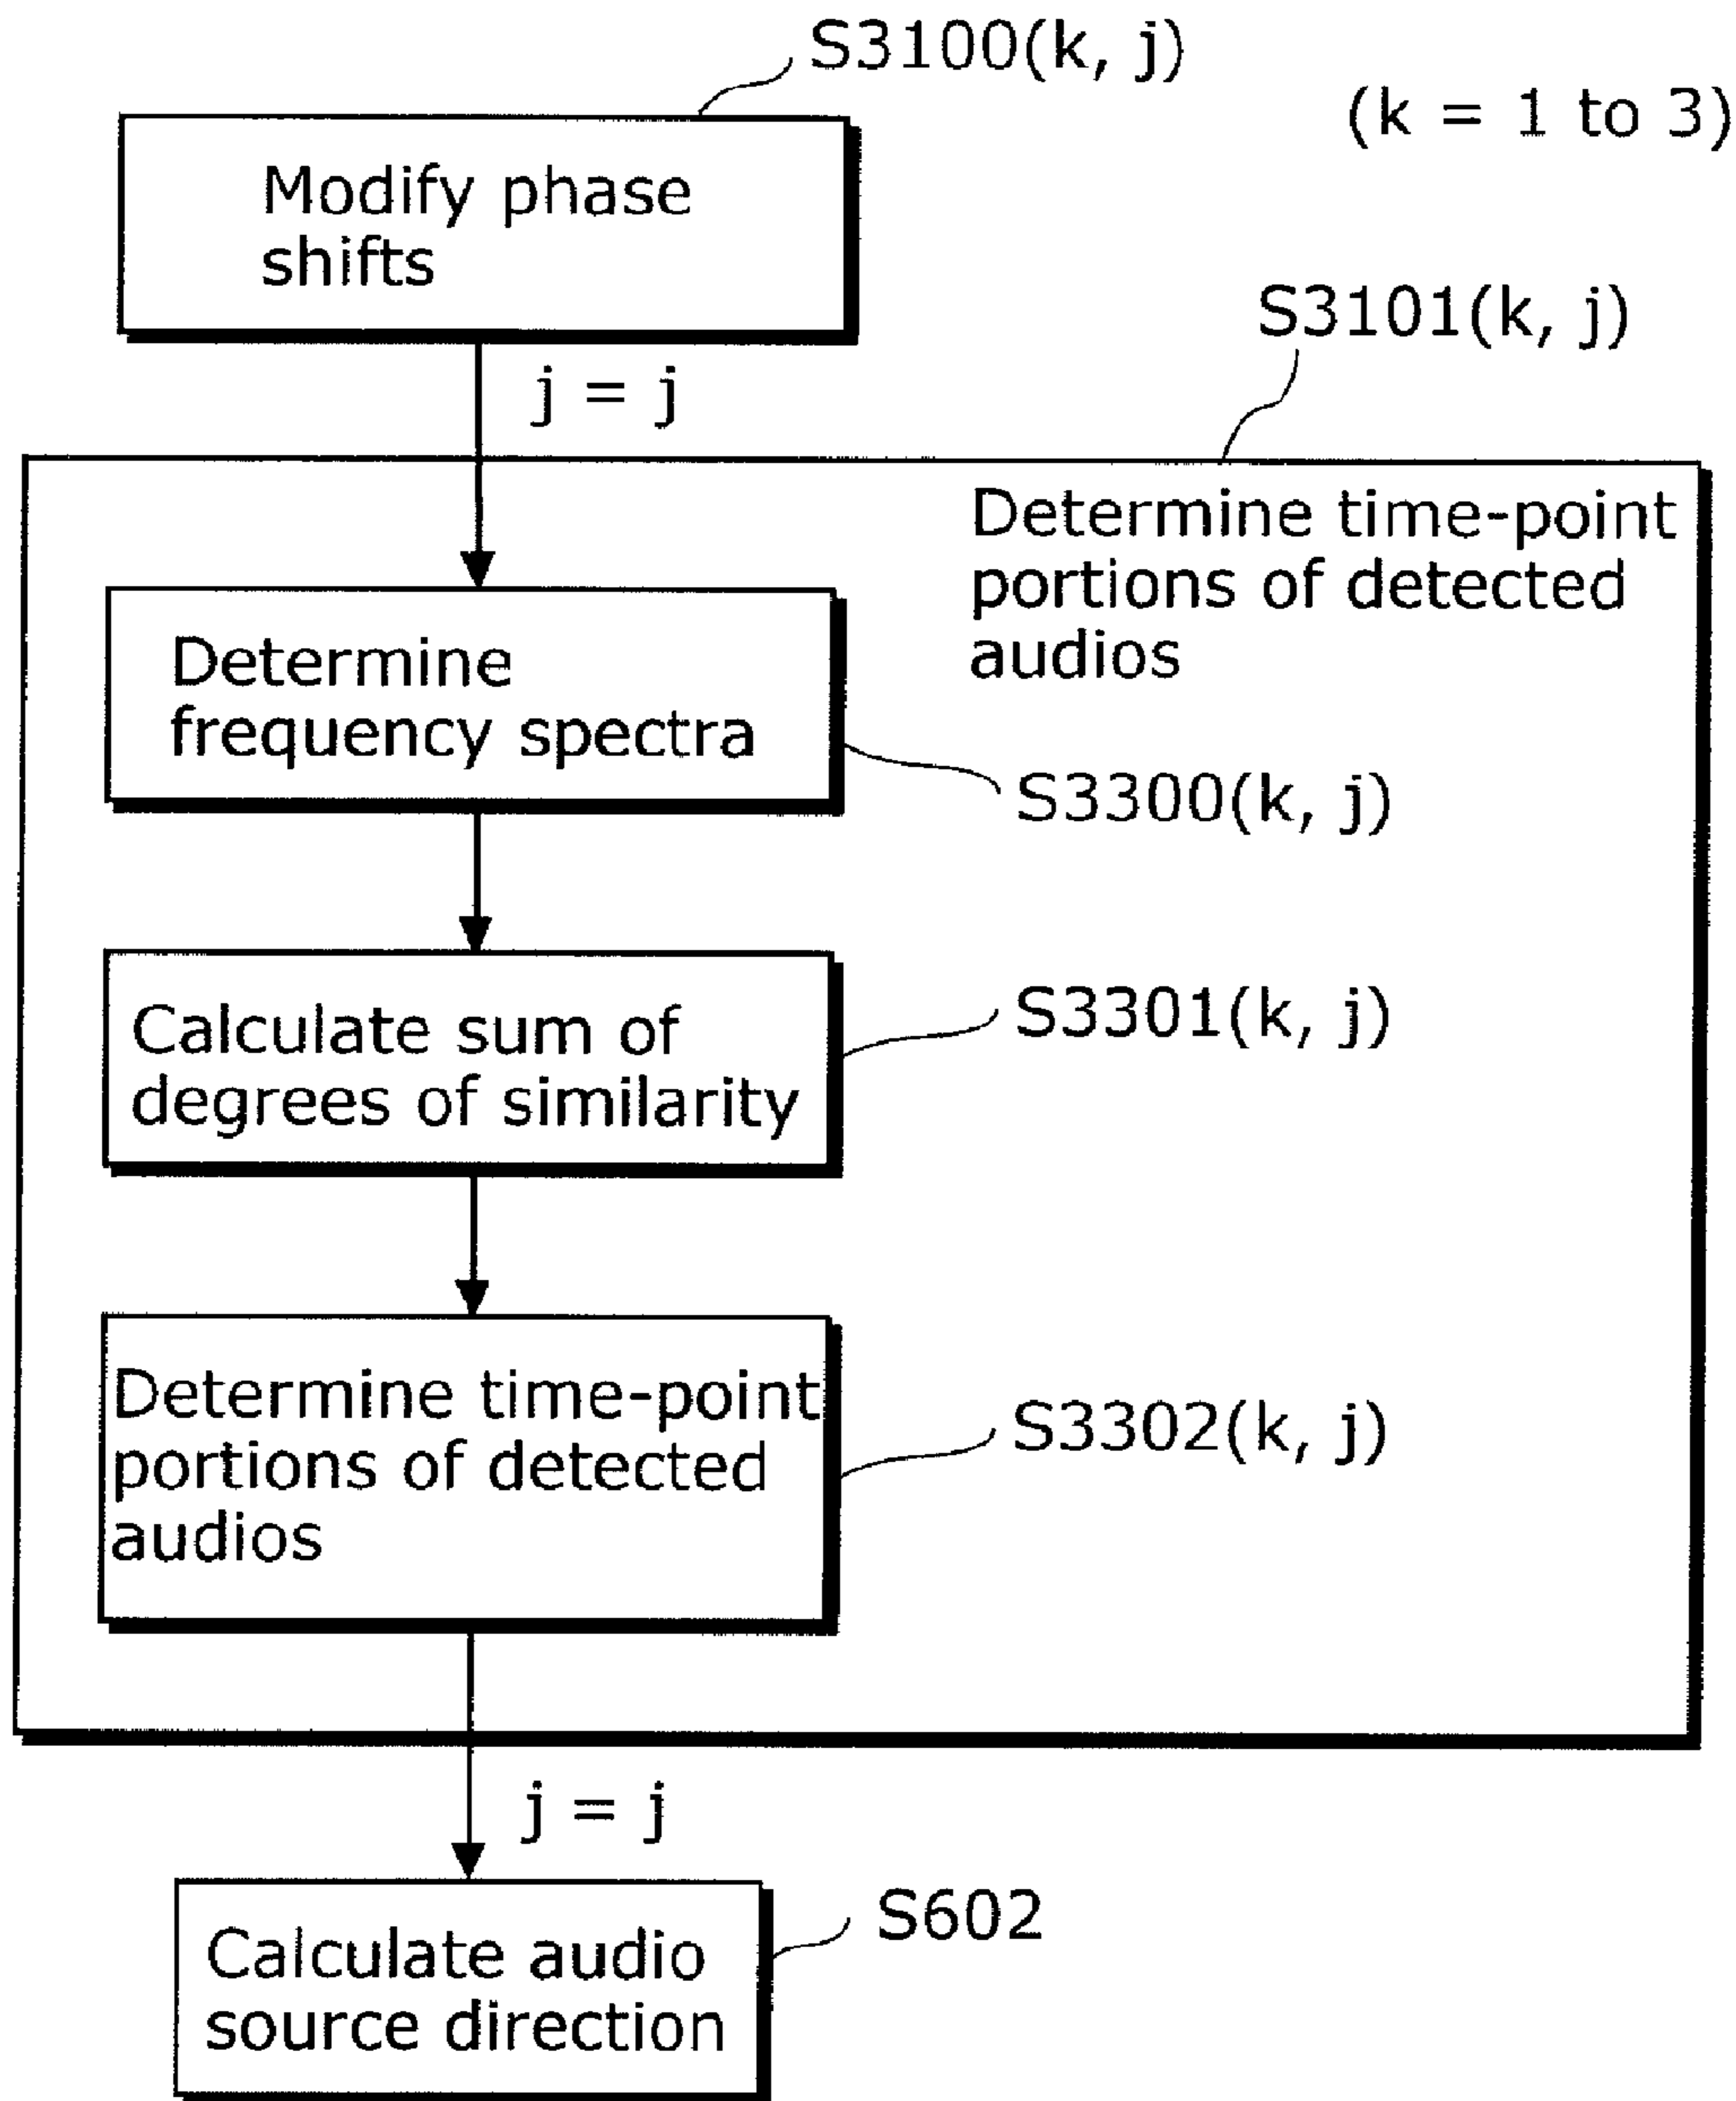 S3100(k, j)
(k = 1 to 3)
Modify phase
shifts
S3101(k, j)
j = j
Determine time-point
portions of detected
audios
Determine
frequency spectra
S3300(k, j)
Calculate sum of
degrees of similarity
S3301(k, j)
Determine time-point
portions of detected
audios
S3302(k, j)
j = j
Calculate audio
source direction
S602